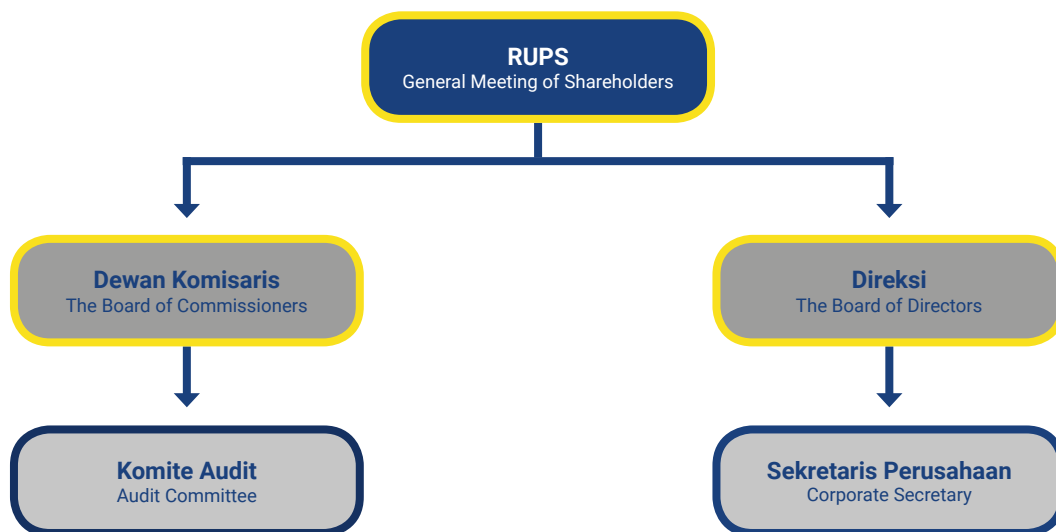 RUPS
General Meeting of Shareholders
Dewan Komisaris
The Board of Commissioners
Direksi
The Board of Directors
Komite Audit
Audit Committee
Sekretaris Perusahaan
Corporate Secretary